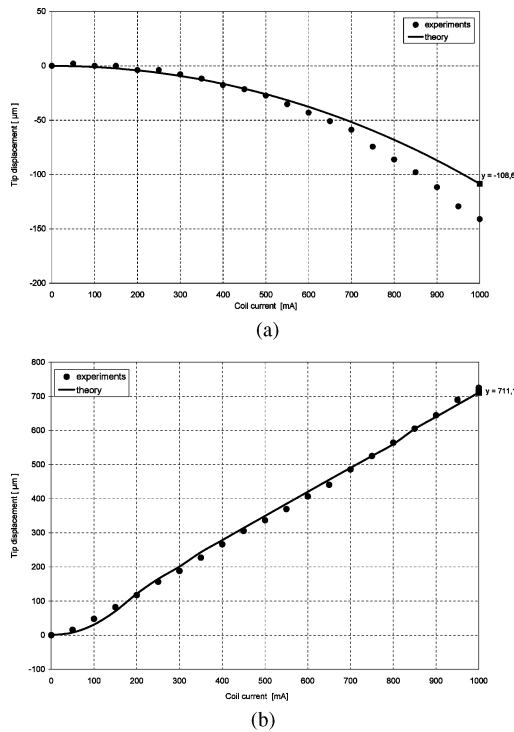 50
0
-50
-100
-150
-200
Tip displacement [ µm]
experiments
theory
y = -108,6
0 100 200 300 400 500 600 700 800 900 1000
Coil current [mA]
(a)
800
700
600
500
400
300
200
100
0
-100
Tip displacement [ µm]
experiments
theory
y = 711,1
0 100 200 300 400 500 600 700 800 900 1000
Coil current [mA]
(b)